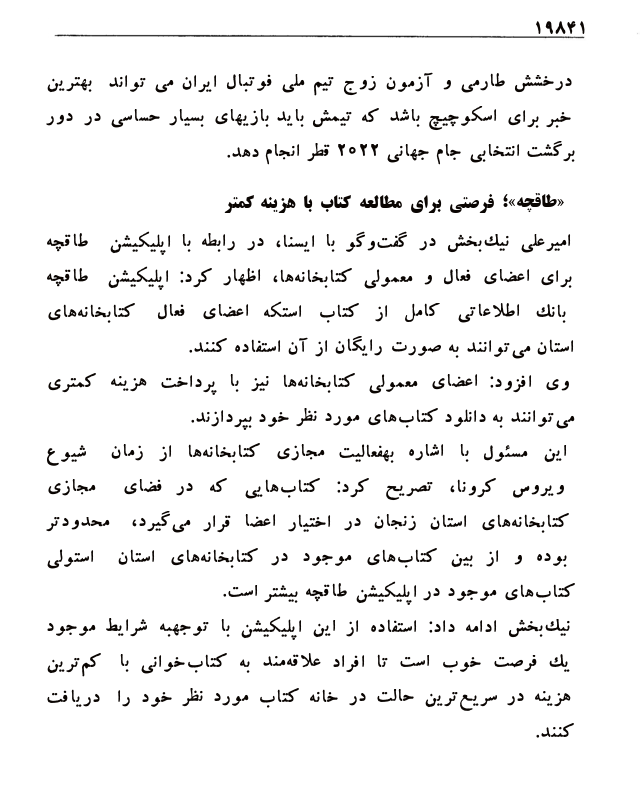 ۱۹۸۴۱
درخشش طارمی و آزمون زوج تیم ملی فوتبال ایران می تواند بهترین
خبر برای اسکوچیچ باشد که تیمش باید بازیهای بسیار حساسی در دور
برگشت انتخابی جام جهانی ۲۰۲۲ قطر انجام دهد.
«طاقچه»؛ فرصتی برای مطالعه کتاب با هزینه کمتر
امیرعلی نیك‌بخش در گفت‌وگو با ایسنا، در رابطه با اپلیکیشن طاقچه
برای اعضای فعال و معمولی کتابخانه‌ها، اظهار کرد: اپلیکیشن طاقچه
بانك اطلاعاتی کامل از کتاب استکه اعضای فعال کتابخانه‌های
استان می‌توانند به صورت رایگان از آن استفاده کنند.
وی افزود: اعضای معمولی کتابخانه‌ها نیز با پرداخت هزینه کمتری
می‌توانند به دانلود کتاب‌های مورد نظر خود بپردازند.
این مسئول با اشاره بهفعالیت مجازی کتابخانه‌ها از زمان شیوع
ویروس کرونا، تصریح کرد: کتاب‌هایی که در فضای مجازی
کتابخانه‌های استان زنجان در اختیار اعضا قرار می‌گیرد، محدودتر
بوده و از بین کتاب‌های موجود در کتابخانه‌های استان استولی
کتاب‌های موجود در اپلیکیشن طاقچه بیشتر است.
نیك‌بخش ادامه داد: استفاده از این اپلیکیشن با توجهبه شرایط موجود
یك فرصت خوب است تا افراد علاقه‌مند به کتاب‌خوانی با کم‌ترین
هزینه در سریع‌ترین حالت در خانه کتاب مورد نظر خود را دریافت
کنند.